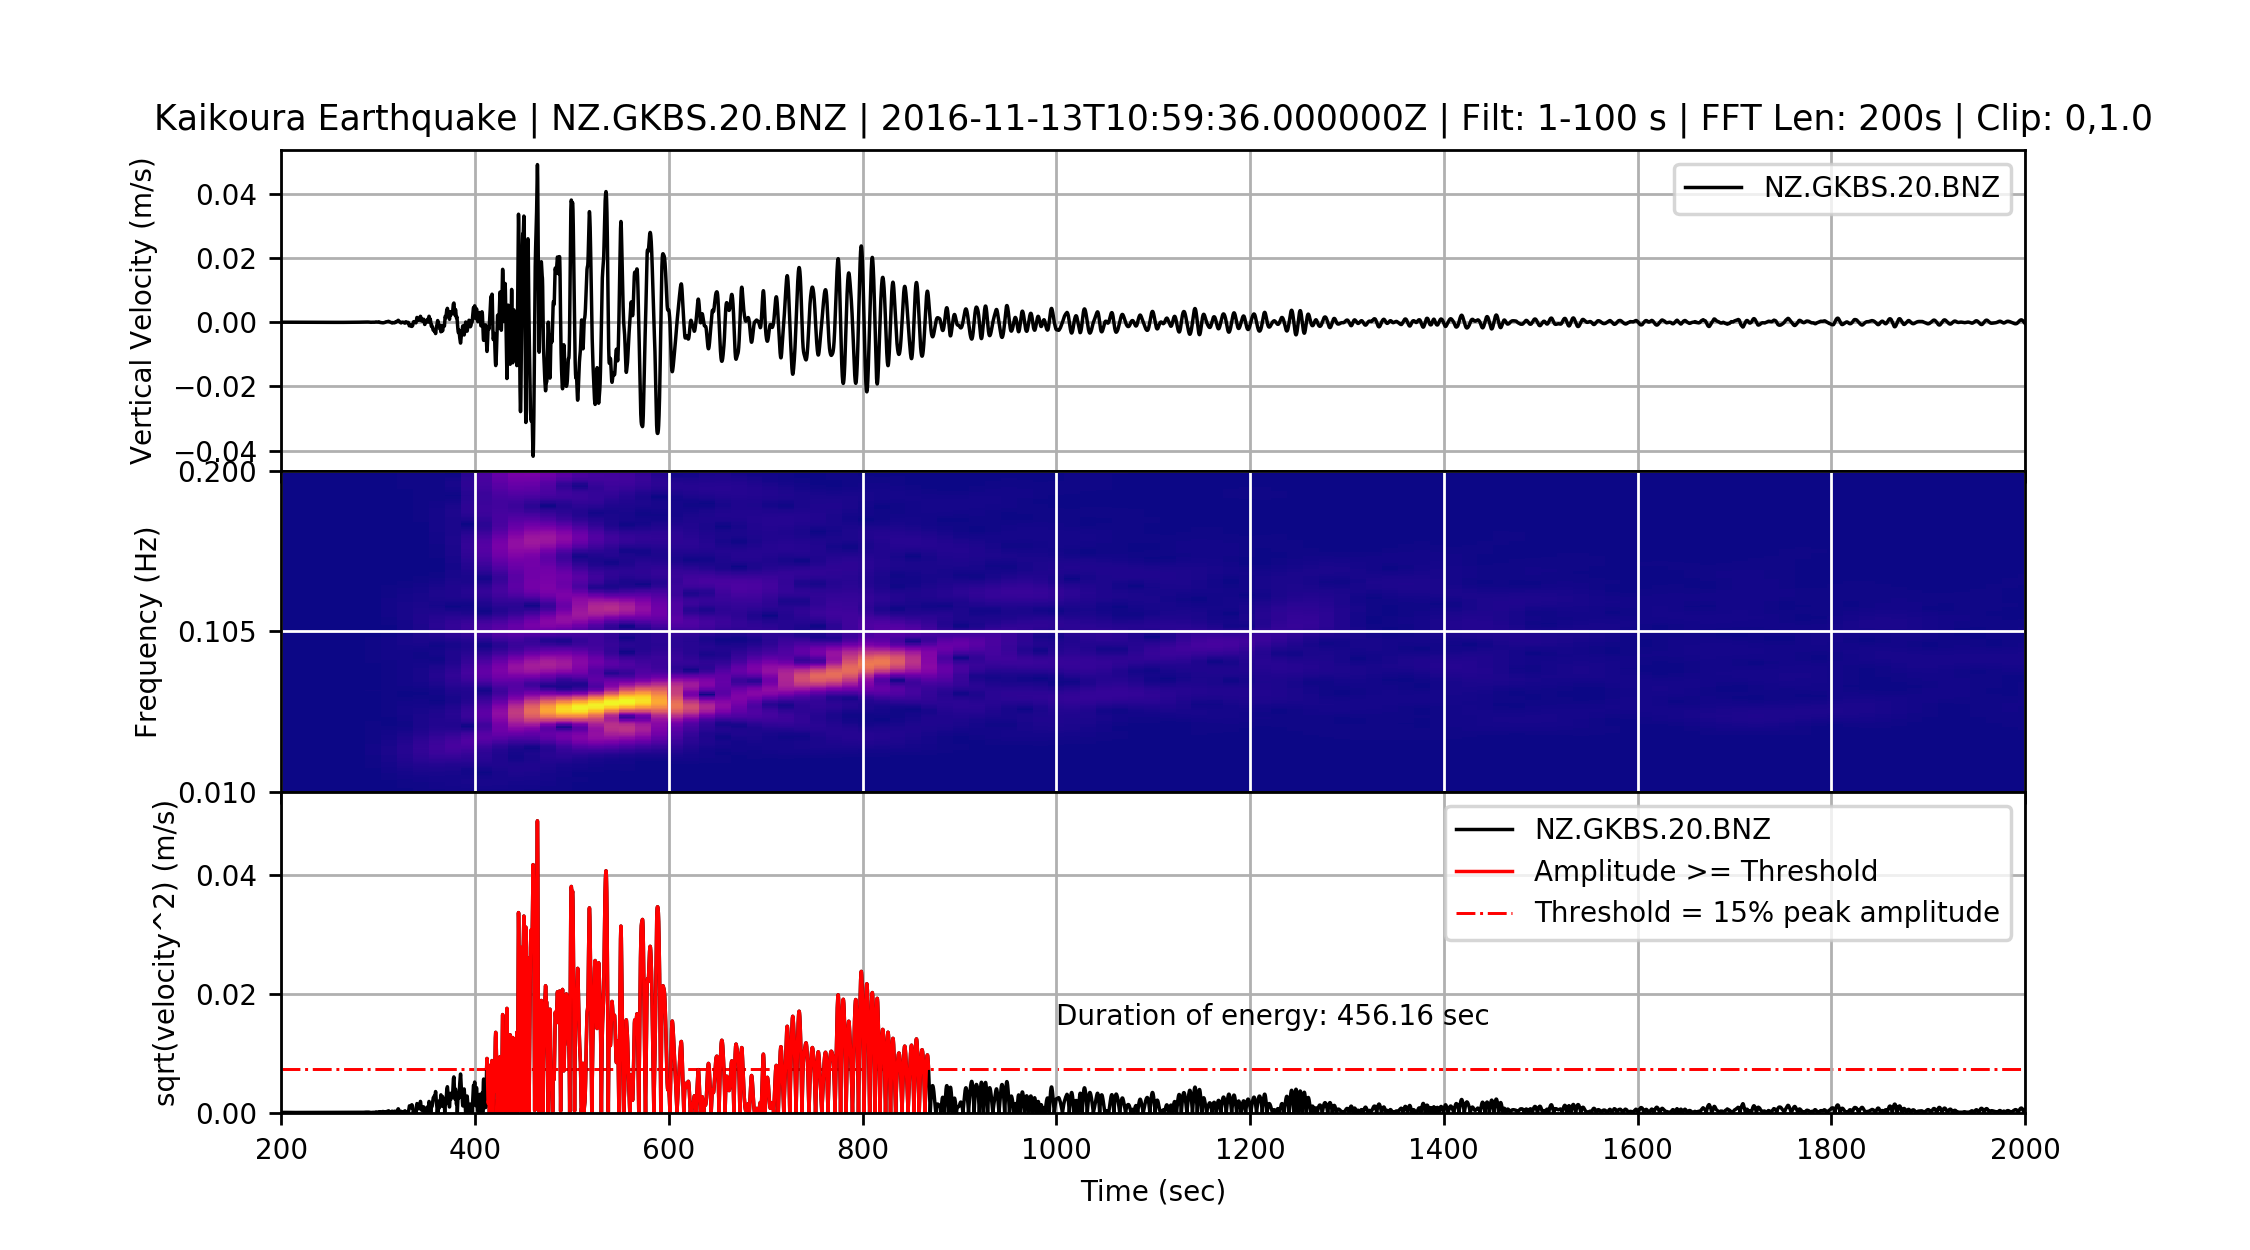 Kaikoura Earthquake | NZ.GKBS.20.BNZ | 2016-11-13T10:59:36.000000Z | Filt: 1-100 s | FFT Len: 200s | Clip: 0,1.0
Vertical Velocity (m/s)
0.04
0.02
0.00
−0.02
−0.04
NZ.GKBS.20.BNZ
Frequency (Hz)
0.200
0.105
0.010
sqrt(velocity^2) (m/s)
0.04
0.02
0.00
NZ.GKBS.20.BNZ
Amplitude >= Threshold
Threshold = 15% peak amplitude
Duration of energy: 456.16 sec
200 400 600 800 1000 1200 1400 1600 1800 2000
Time (sec)